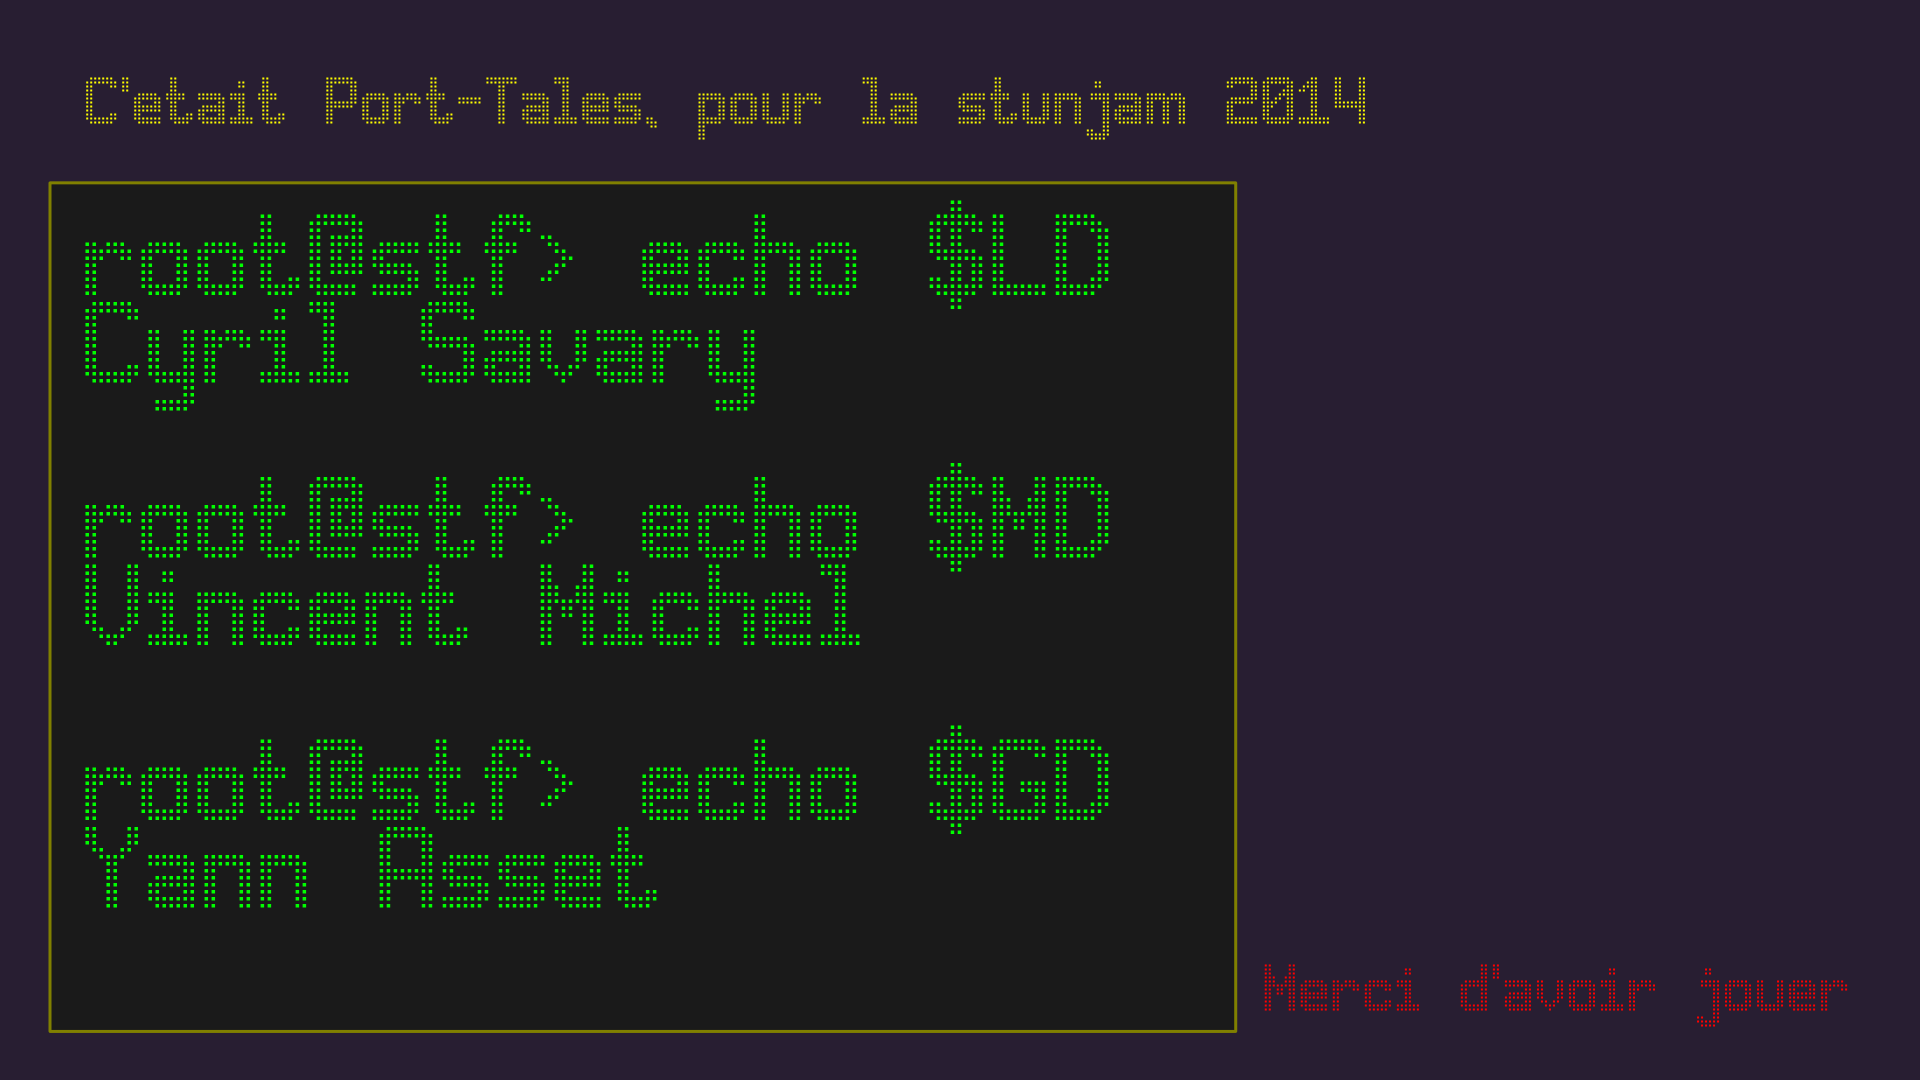 C'etait Port-Tales, pour la stunjam 2014
root@stf> echo $LD
Cyril Savary
root@stf> echo $MD
Vincent Michel
root@stf> echo $GD
Yann Asset
Merci d'avoir jouer